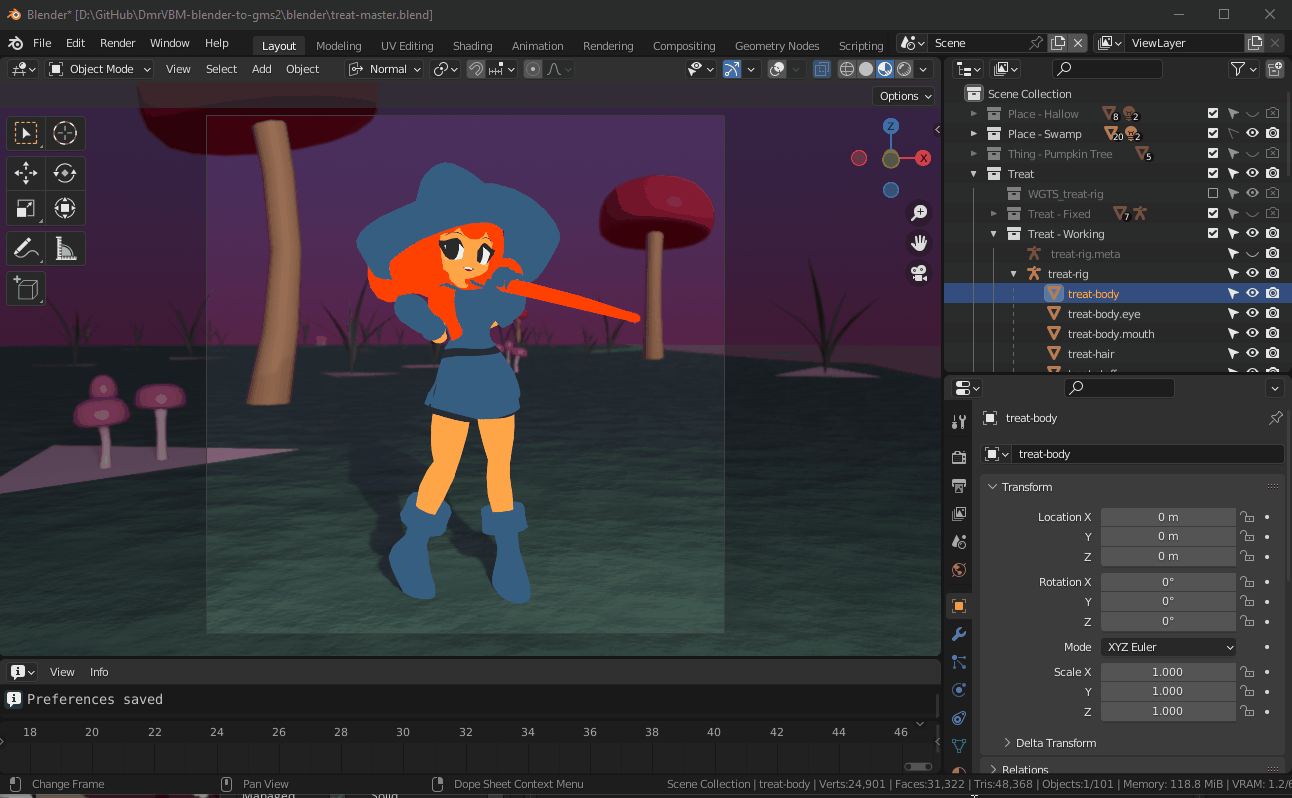 Blender* [D:\GitHub\DmrVBM-blender-to-gms2\blender\treat-master.blend]
File Edit Render Window Help Layout Modeling UV Editing Shading Animation Rendering Compositing Geometry Nodes Scripting Scene ViewLayer
Object Mode View Select Add Object Normal
Options
Z
X
Scene Collection
Place - Hallow 8 2
Place - Swamp 20 2
Thing - Pumpkin Tree 5
Treat
WGTS_treat-rig
Treat - Fixed 7
Treat - Working
treat-rig.meta
treat-rig
treat-body
treat-body.eye
treat-body.mouth
treat-hair
treat-body
treat-body
Transform
Location X 0 m
Y 0 m
Z 0 m
Rotation X 0°
Y 0°
Z 0°
Mode XYZ Euler
Scale X 1.000
Y 1.000
Z 1.000
Delta Transform
Relations
View Info
Preferences saved
18 20 22 24 26 28 30 32 34 36 38 40 42 44 46
Change Frame Pan View Dope Sheet Context Menu Scene Collection | treat-body | Verts:24,901 | Faces:31,322 | Tris:48,368 | Objects:1/101 | Memory: 118.8 MiB | VRAM: 1.2/